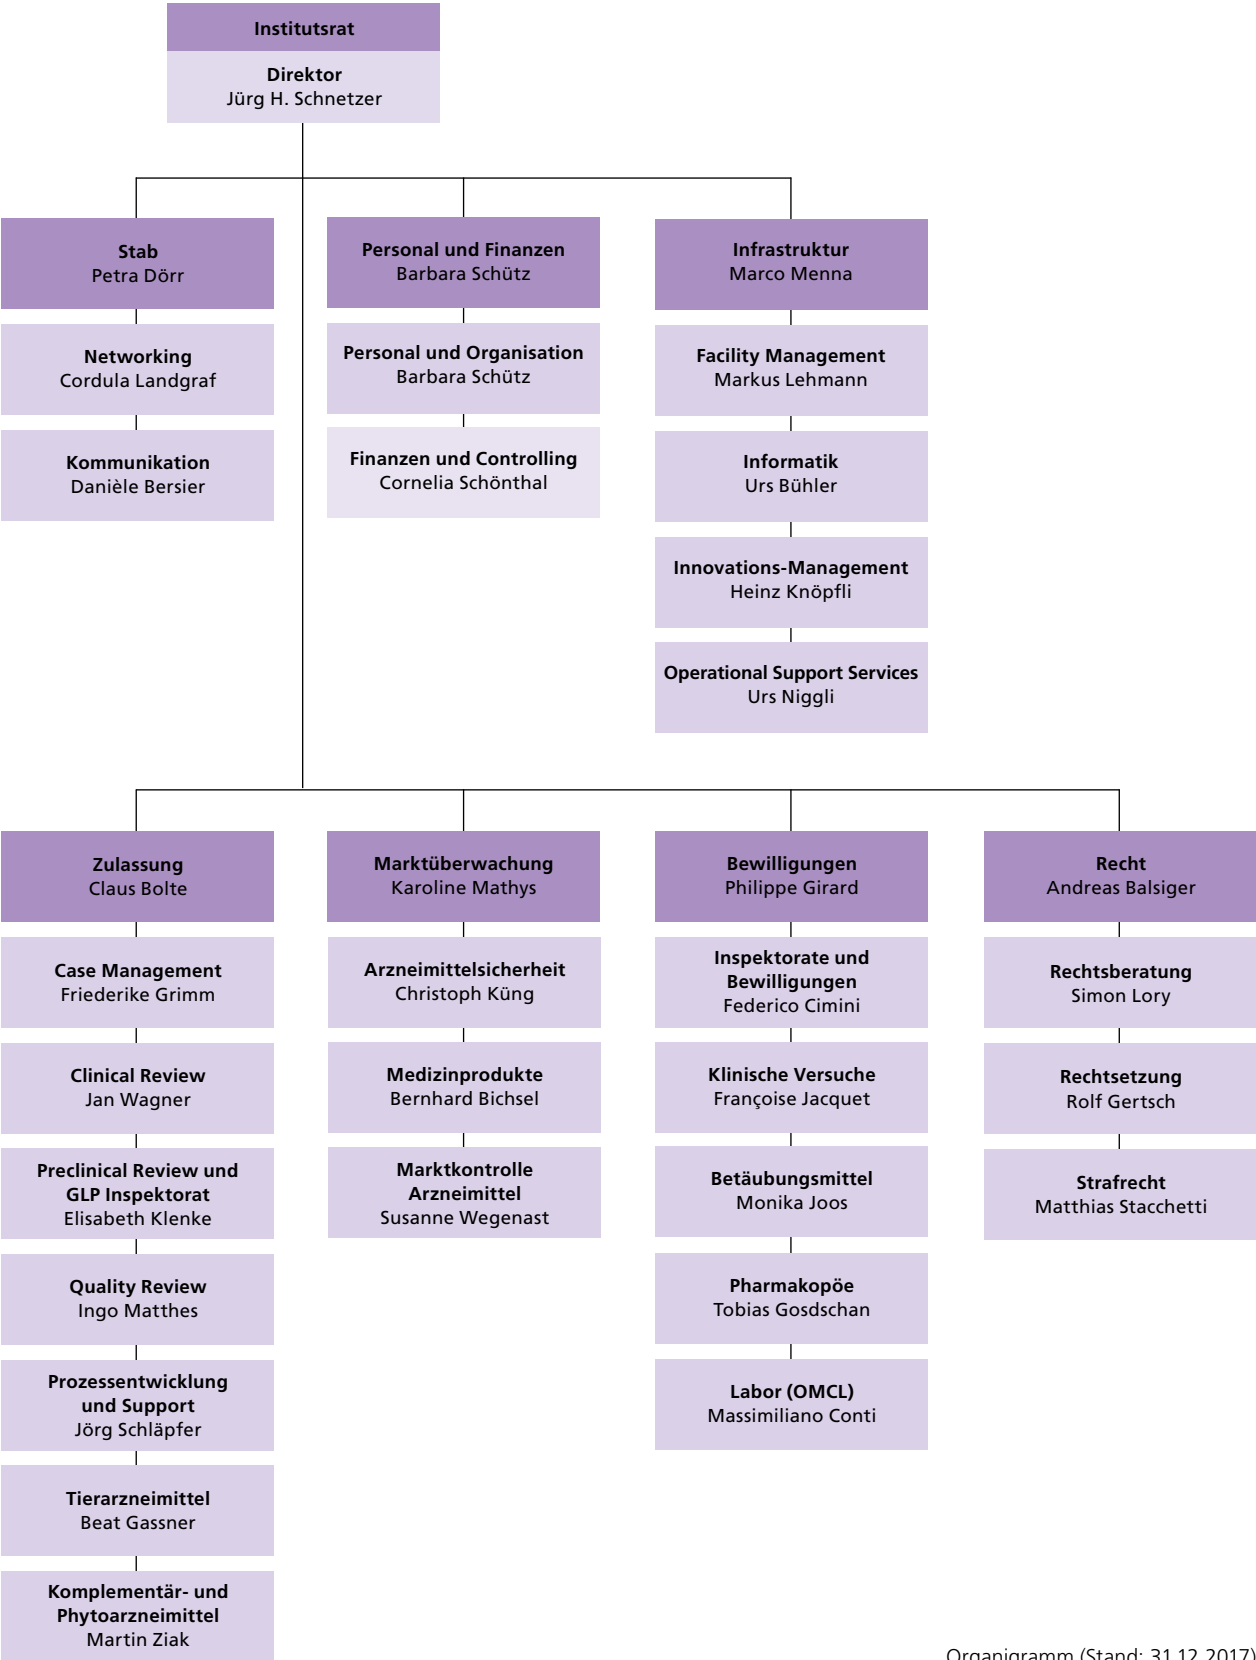 Institutsrat
Direktor
Jürg H. Schnetzer
Stab
Petra Dörr
Networking
Cordula Landgraf
Kommunikation
Danièle Bersier
Personal und Finanzen
Barbara Schütz
Personal und Organisation
Barbara Schütz
Finanzen und Controlling
Cornelia Schönthal
Infrastruktur
Marco Menna
Facility Management
Markus Lehmann
Informatik
Urs Bühler
Innovations-Management
Heinz Knöpfli
Operational Support Services
Urs Niggli
Zulassung
Claus Bolte
Case Management
Friederike Grimm
Clinical Review
Jan Wagner
Preclinical Review und
GLP Inspektorat
Elisabeth Klenke
Quality Review
Ingo Matthes
Prozessentwicklung
und Support
Jörg Schläpfer
Tierarzneimittel
Beat Gassner
Komplementär- und
Phytoarzneimittel
Martin Ziak
Marktüberwachung
Karoline Mathys
Arzneimittelsicherheit
Christoph Küng
Medizinprodukte
Bernhard Bichsel
Marktkontrolle
Arzneimittel
Susanne Wegenast
Bewilligungen
Philippe Girard
Inspektorate und
Bewilligungen
Federico Cimini
Klinische Versuche
Françoise Jacquet
Betäubungsmittel
Monika Joos
Pharmakopöe
Tobias Gosdschan
Labor (OMCL)
Massimiliano Conti
Recht
Andreas Balsiger
Rechtsberatung
Simon Lory
Rechtsetzung
Rolf Gertsch
Strafrecht
Matthias Stacchetti
Organigramm (Stand: 31.12.2017)